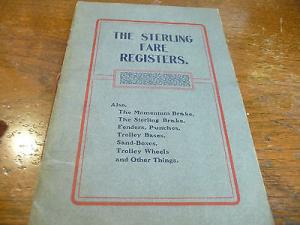 THE STERLING
FARE
REGISTERS.
Also,
The Momentum Brake,
The Sterling Brake,
Fenders, Punches,
Trolley Bases,
Sand-Boxes,
Trolley Wheels
and Other Things.